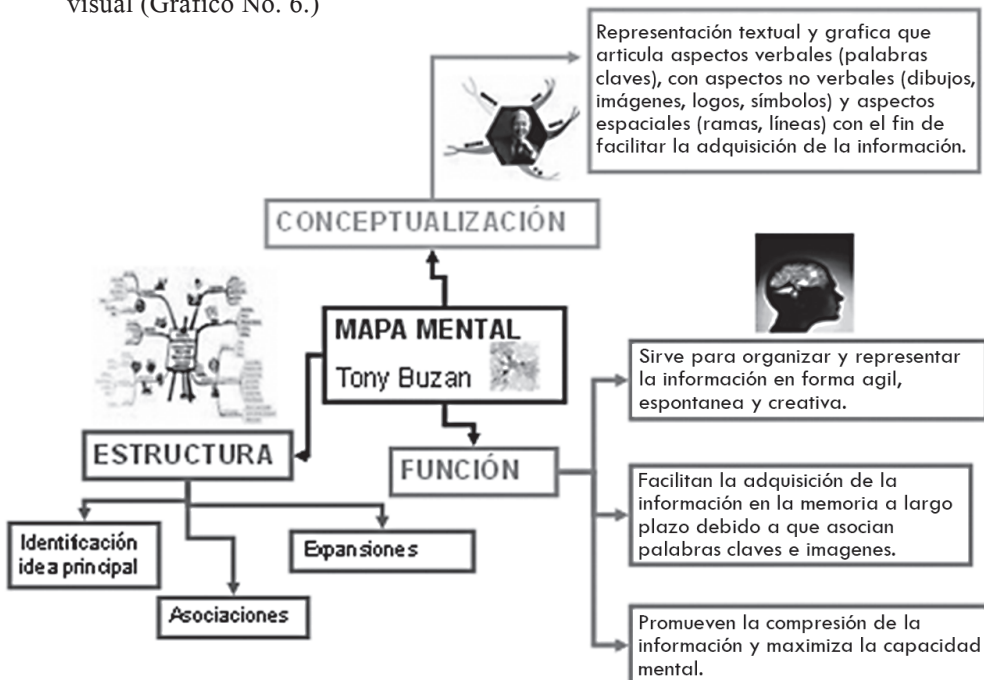 visual (Gráfico No. 6.)
Representación textual y grafica que
articula aspectos verbales (palabras
claves), con aspectos no verbales (dibujos,
imágenes, logos, símbolos) y aspectos
espaciales (ramas, líneas) con el fin de
facilitar la adquisición de la información.
CONCEPTUALIZACIÓN
MAPA MENTAL
Tony Buzan
ESTRUCTURA
Identificación
idea principal
Asociaciones
Expansiones
FUNCIÓN
Sirve para organizar y representar
la información en forma agil,
espontanea y creativa.
Facilitan la adquisición de la
información en la memoria a largo
plazo debido a que asocian
palabras claves e imagenes.
Promueven la compresión de la
información y maximiza la capacidad
mental.